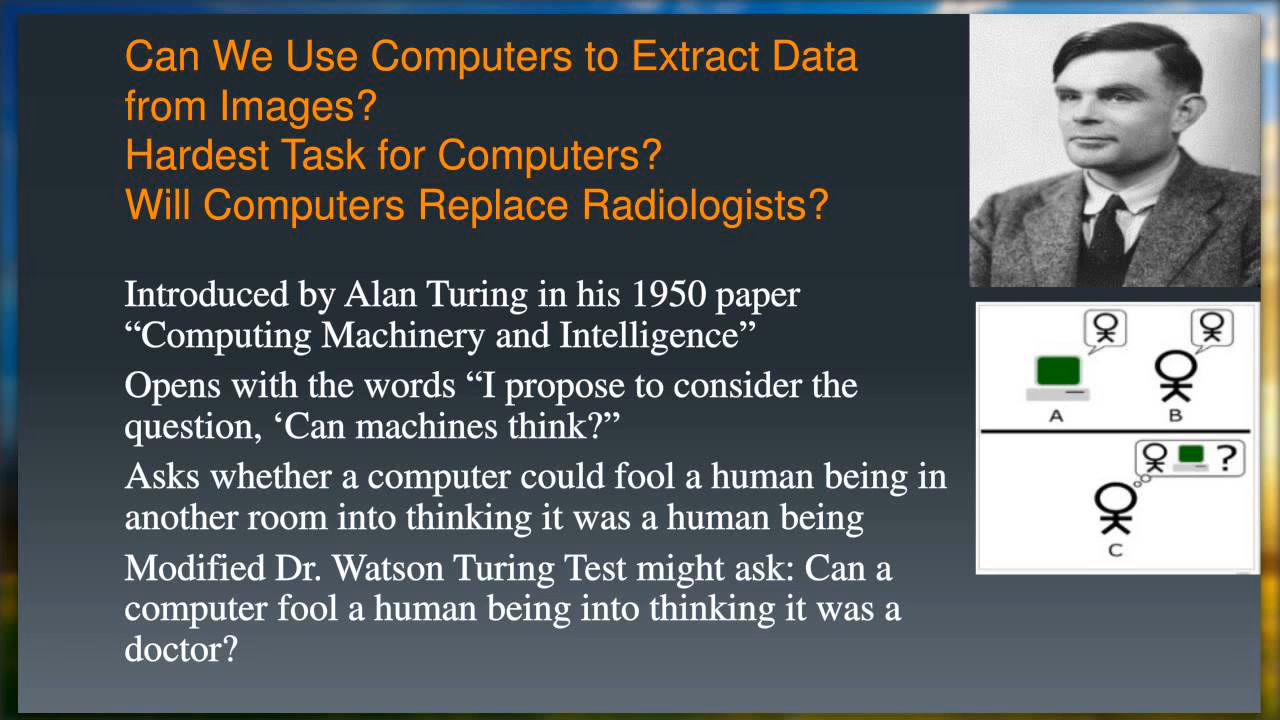 Can We Use Computers to Extract Data
from Images?
Hardest Task for Computers?
Will Computers Replace Radiologists?
Introduced by Alan Turing in his 1950 paper
“Computing Machinery and Intelligence”
Opens with the words “I propose to consider the
question, ‘Can machines think?”
Asks whether a computer could fool a human being in
another room into thinking it was a human being
Modified Dr. Watson Turing Test might ask: Can a
computer fool a human being into thinking it was a
doctor?
A B
?
C